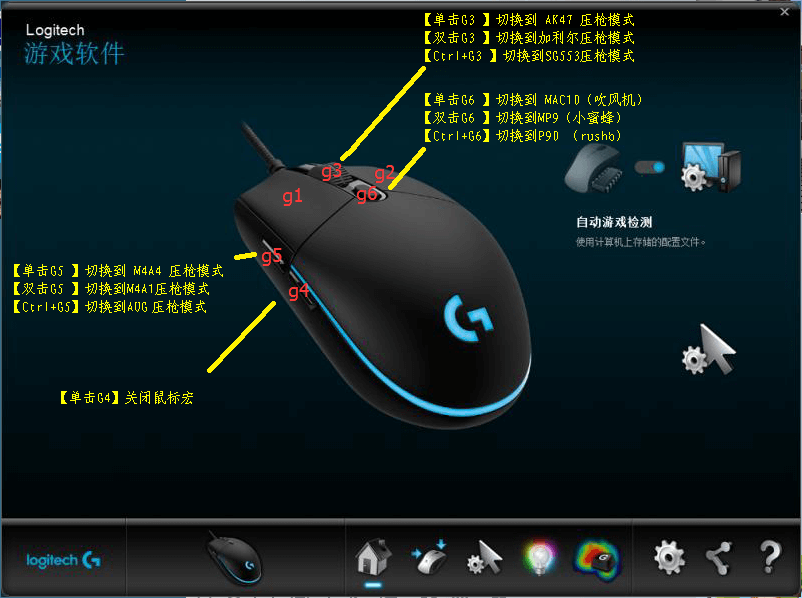 Logitech
游戏软件
【单击G3 】切换到 AK47 压枪模式
【双击G3 】切换到加利尔压枪模式
【Ctrl+G3 】切换到SG553压枪模式
【单击G6 】切换到 MAC10（吹风机）
【双击G6 】切换到MP9（小蜜蜂）
【Ctrl+G6】切换到P90 （rushb）
g3
g2
g1
g6
自动游戏检测
使用计算机上存储的配置文件。
g5
【单击G5 】切换到 M4A4 压枪模式
【双击G5 】切换到M4A1压枪模式
【Ctrl+G5】切换到AUG压枪模式
g4
【单击G4】关闭鼠标宏
logitech